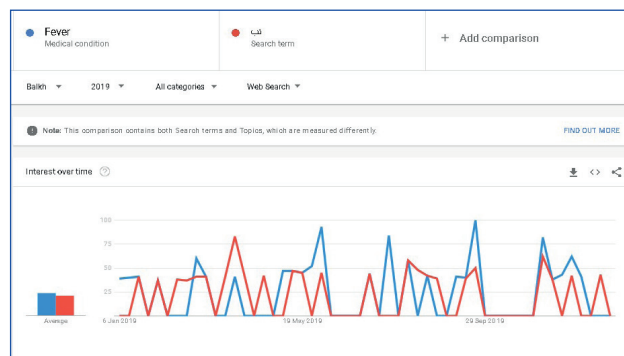 Fever
Medical condition
تب
Search term
+ Add comparison
Balkh
2019
All categories
Web Search
Note: This comparison contains both Search terms and Topics, which are measured differently.
FIND OUT MORE
Interest over time
100
75
50
25
Average
6 Jan 2019
19 May 2019
29 Sep 2019